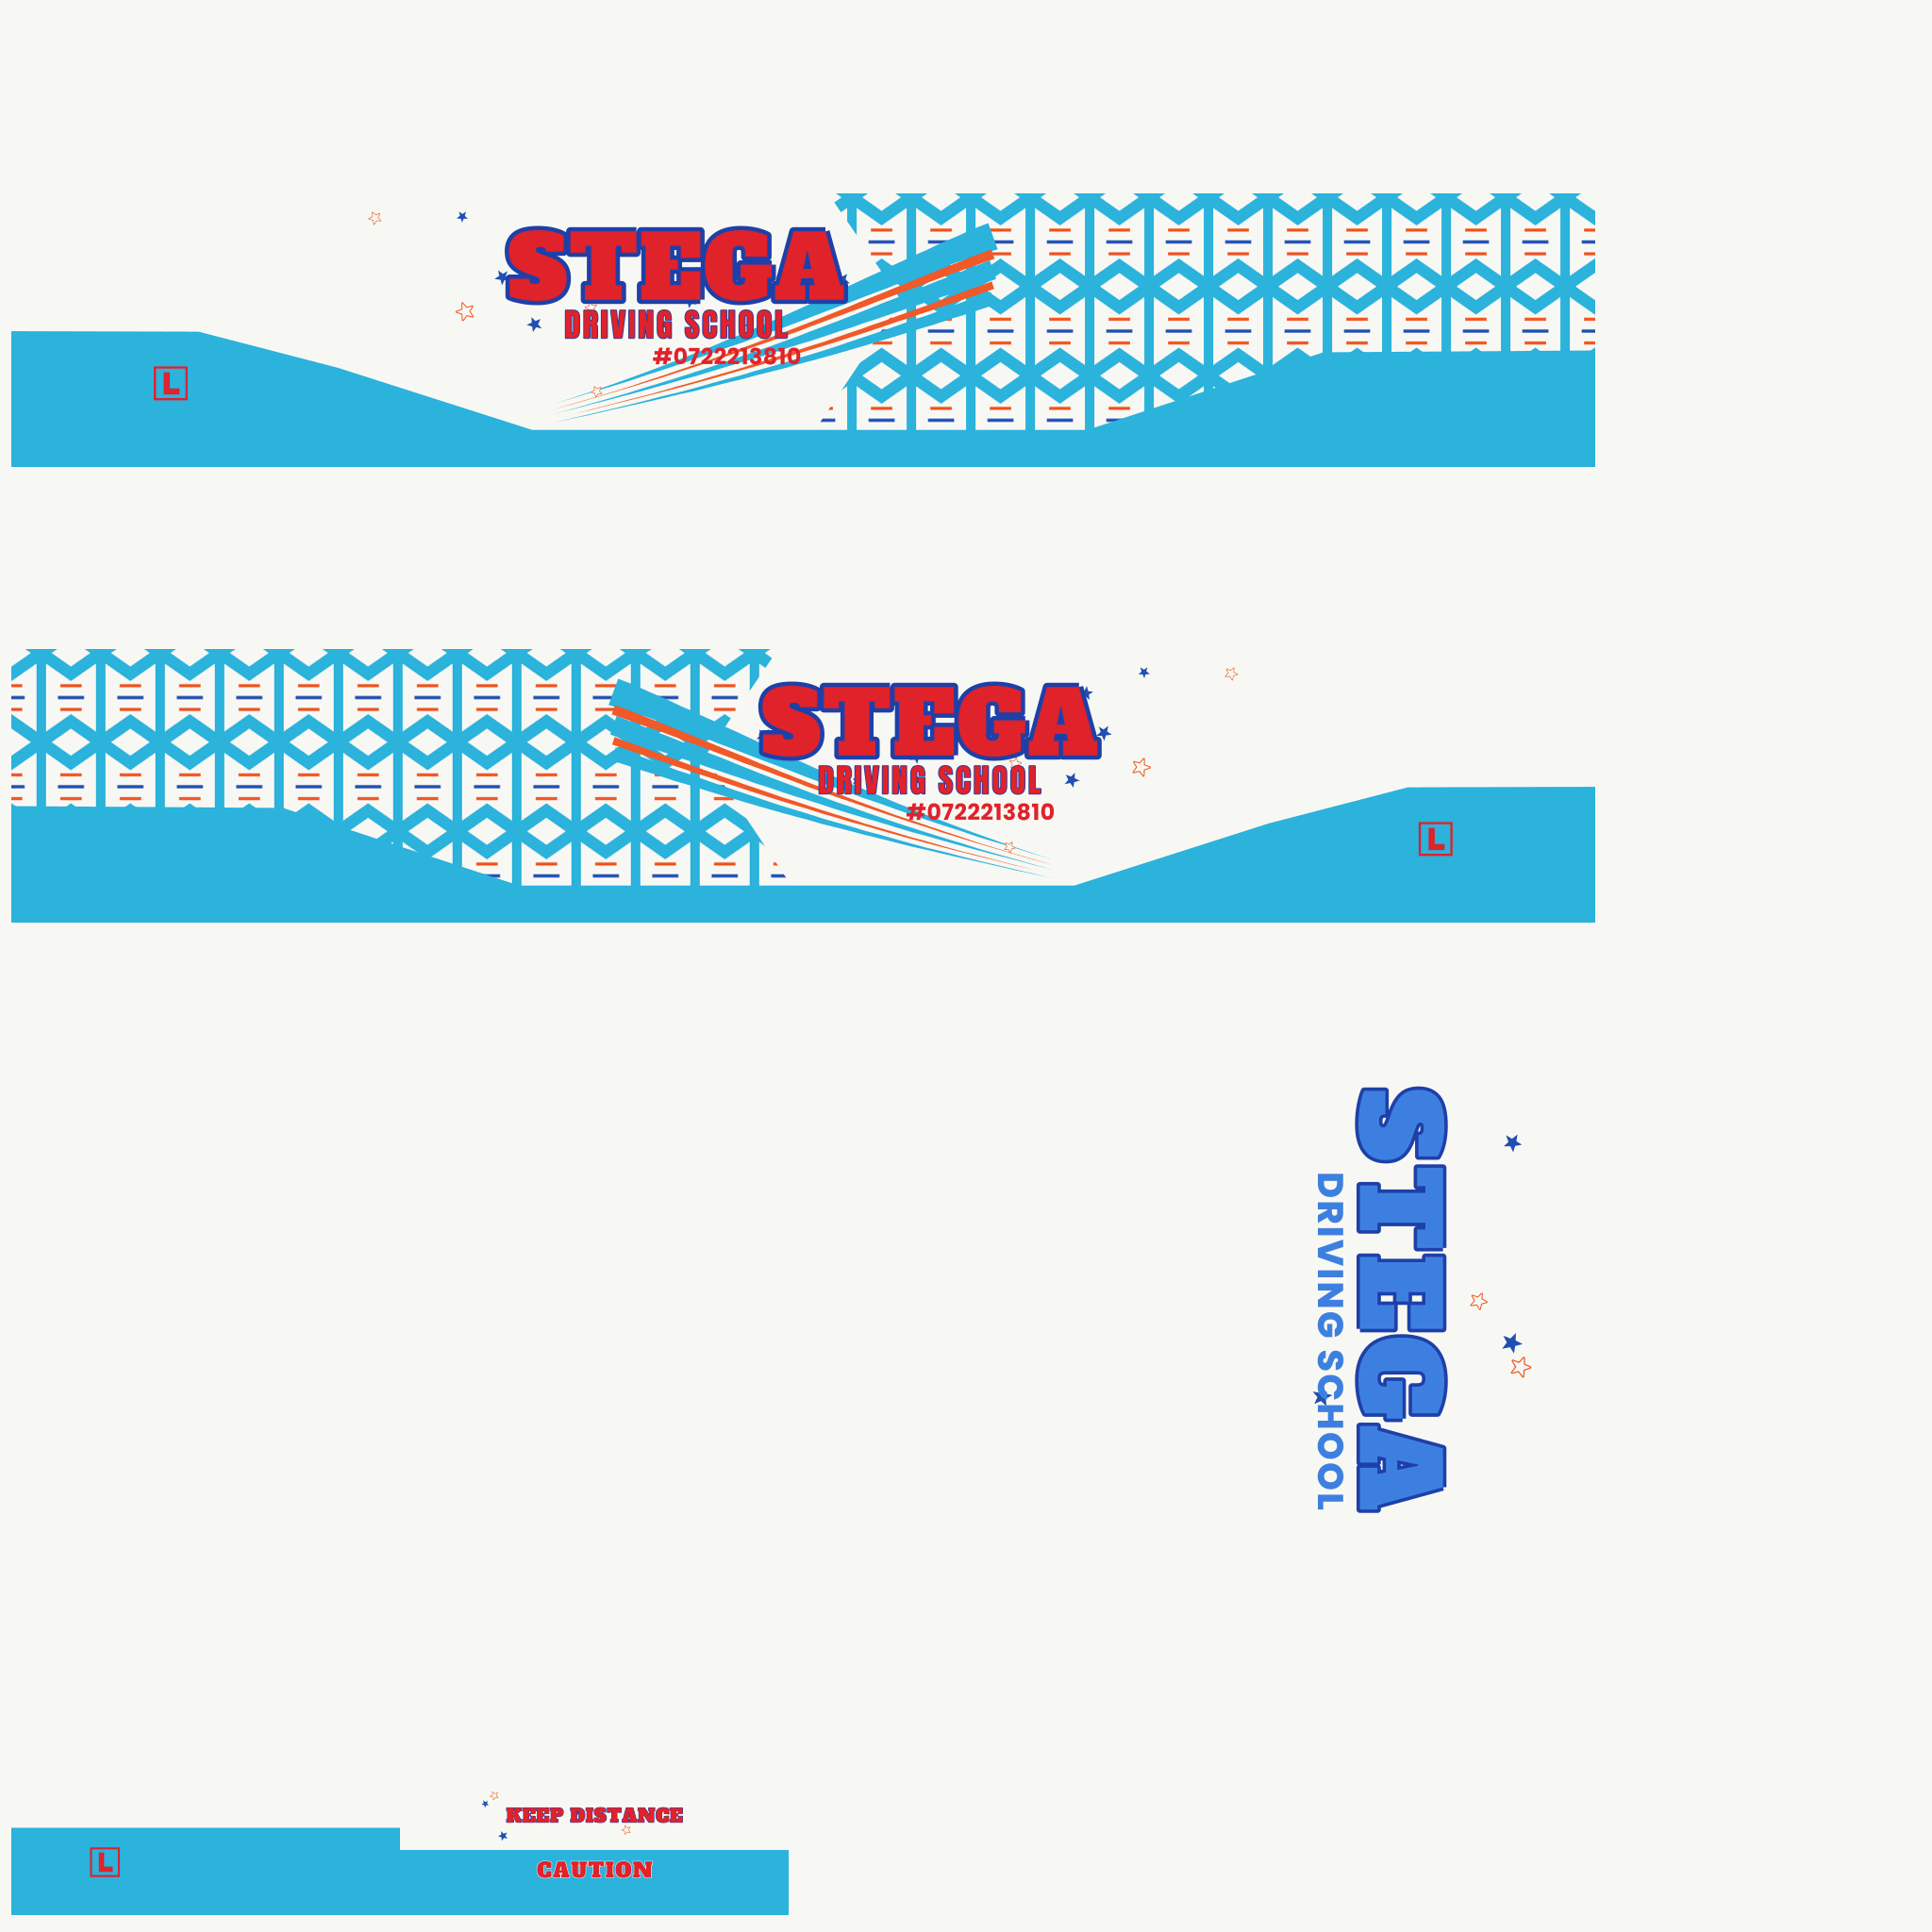 STEGA
DRIVING SCHOOL
#0722213810
L
STEGA
DRIVING SCHOOL
#0722213810
L
STEGA
DRIVING SCHOOL
KEEP DISTANCE
L
CAUTION